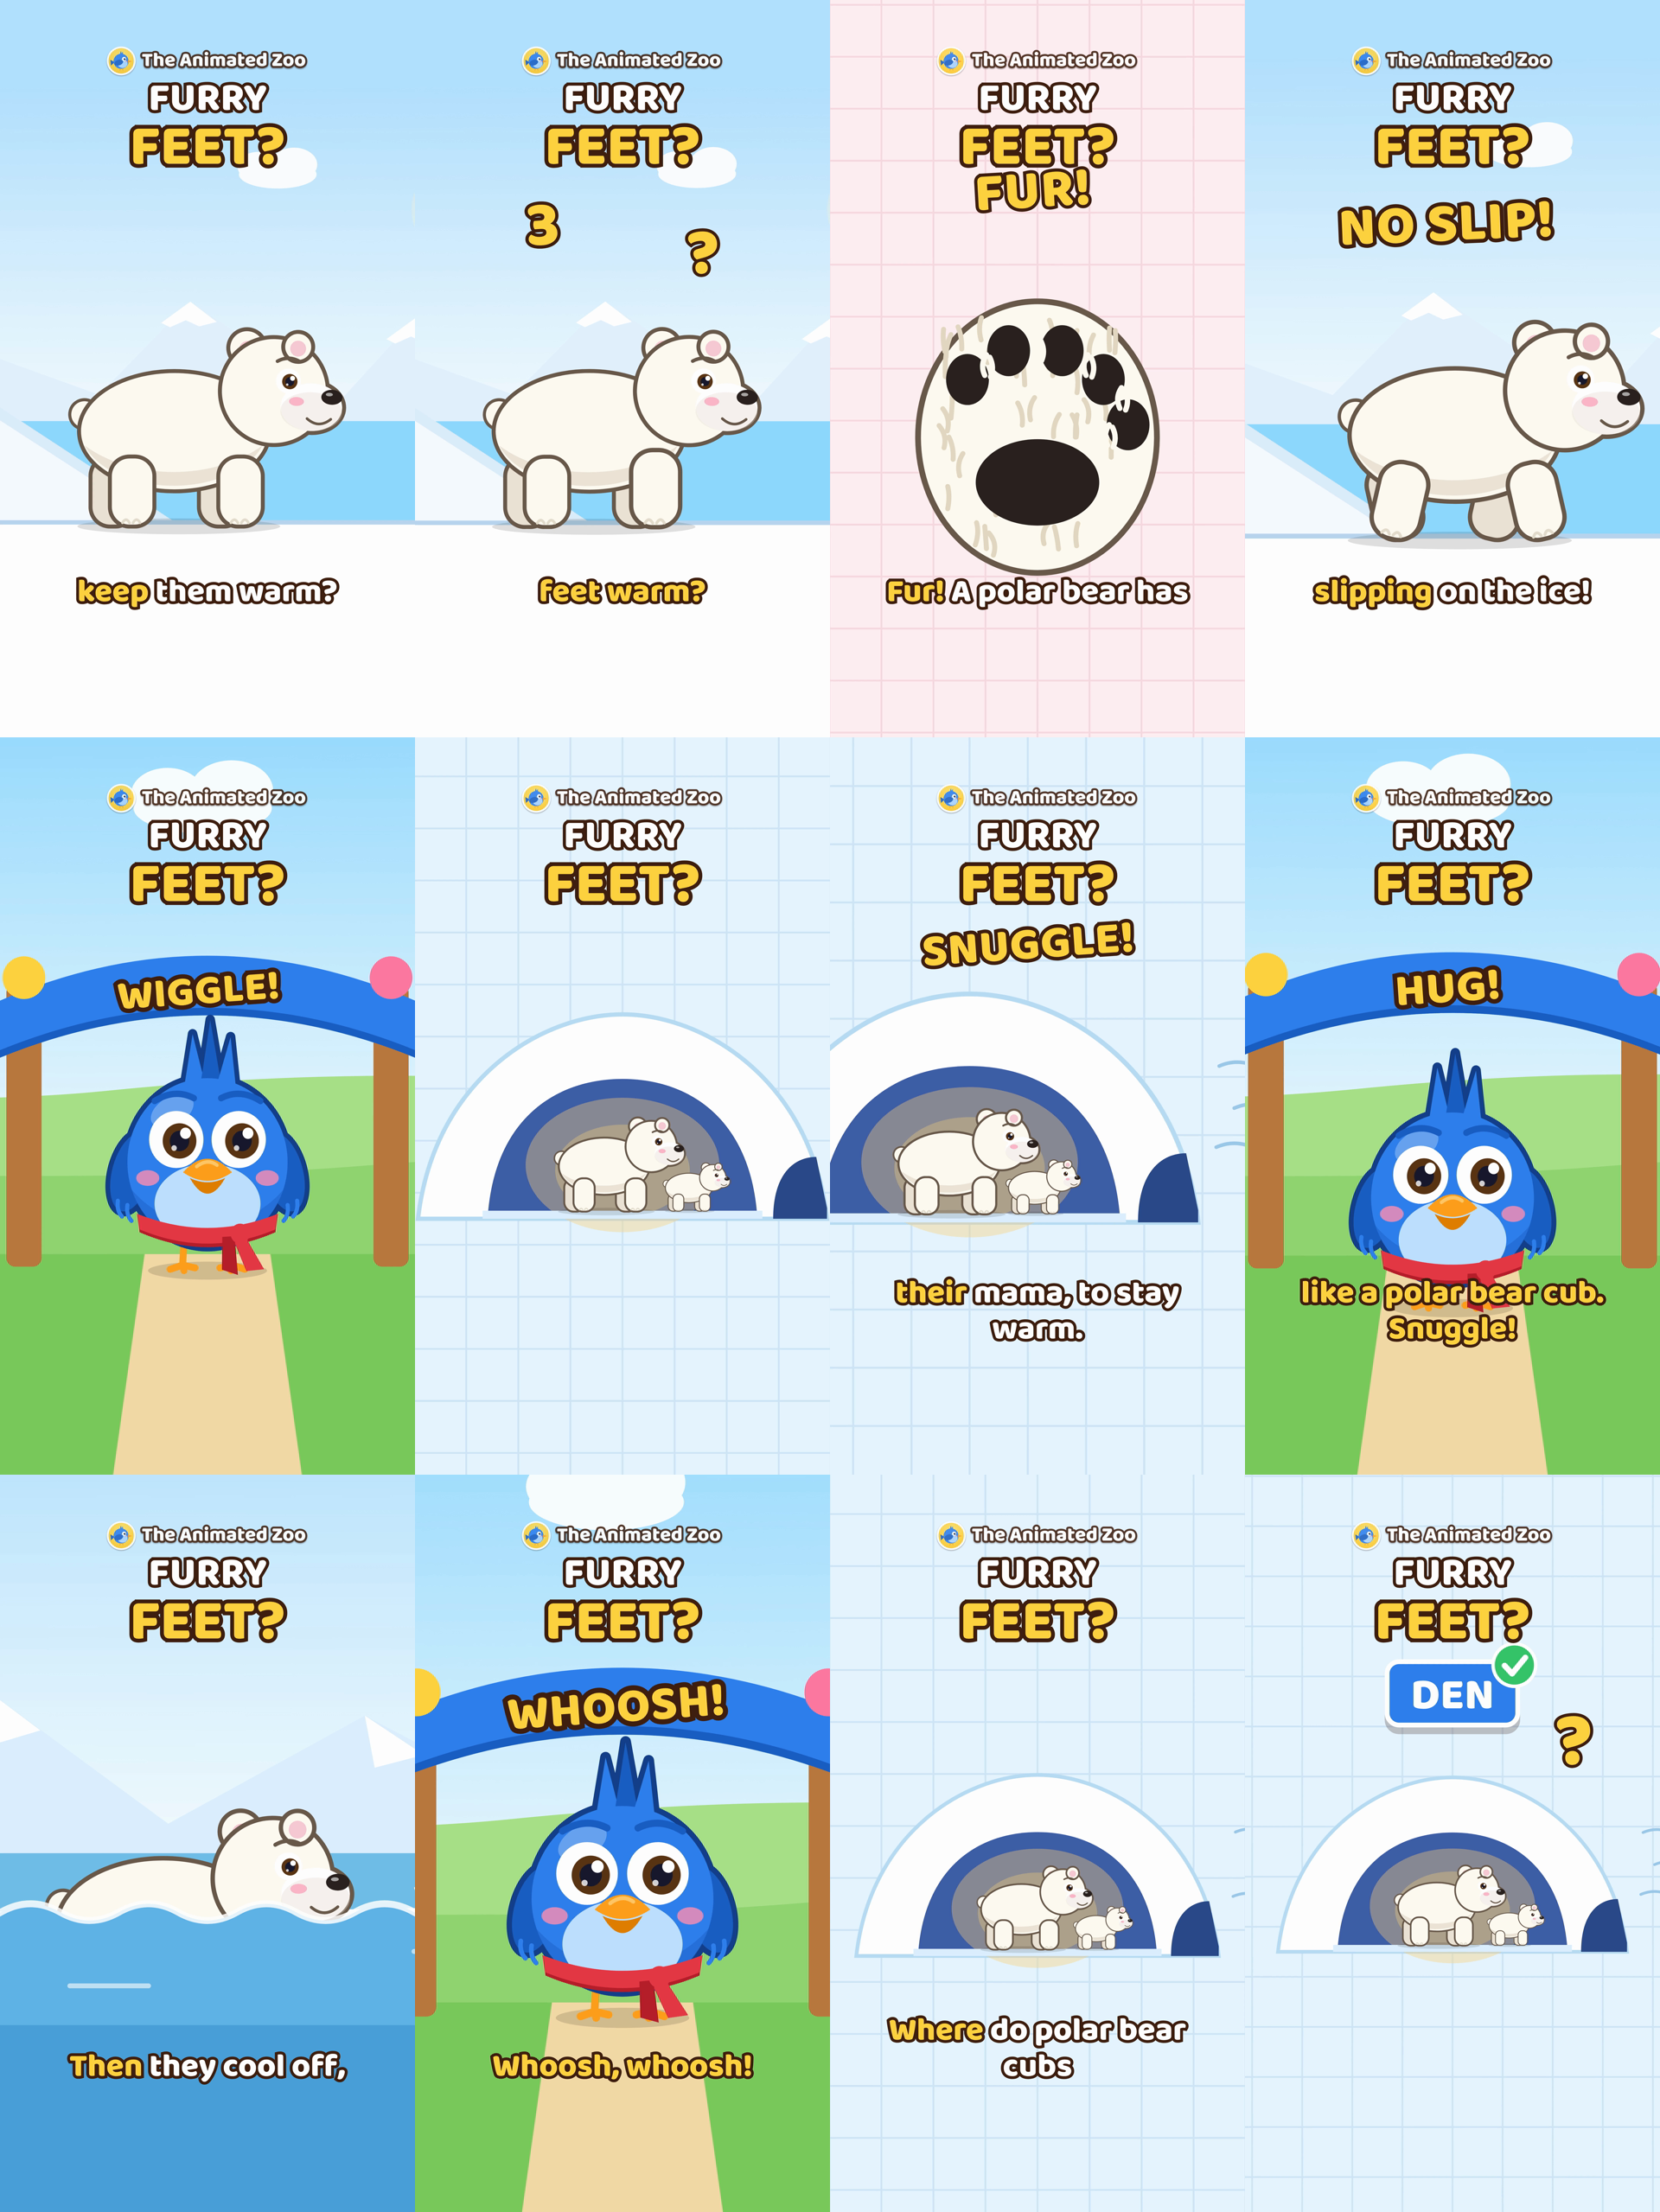 The Animated Zoo
FURRY
FEET?
keep them warm?
The Animated Zoo
FURRY
FEET?
3
?
feet warm?
The Animated Zoo
FURRY
FEET?
FUR!
Fur! A polar bear has
The Animated Zoo
FURRY
FEET?
NO SLIP!
slipping on the ice!
The Animated Zoo
FURRY
FEET?
WIGGLE!
The Animated Zoo
FURRY
FEET?
The Animated Zoo
FURRY
FEET?
SNUGGLE!
their mama, to stay
warm.
The Animated Zoo
FURRY
FEET?
HUG!
like a polar bear cub.
Snuggle!
The Animated Zoo
FURRY
FEET?
Then they cool off,
The Animated Zoo
FURRY
FEET?
WHOOSH!
Whoosh, whoosh!
The Animated Zoo
FURRY
FEET?
Where do polar bear
cubs
The Animated Zoo
FURRY
FEET?
DEN
?